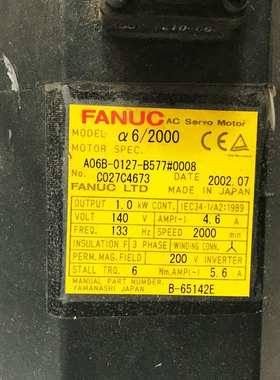 FANUC AC Servo Motor
MODEL α6/2000
MOTOR SPEC.
A06B-0127-B577#0008
No. C027C4673 DATE 2002.07
FANUC LTD MADE IN JAPAN
OUTPUT 1.0 kW CONT. IEC34-1/A2:1989
VOLT 140 V AMP(~) 4.6 A
FREQ. 133 Hz SPEED 2000 min
INSULATION F 3 PHASE WINDING CONN. Y
PERM. MAG. FIELD 200 V INVERTER
STALL TRQ. 6 Nm, AMP(~) 5.6 A
MANUAL PART NUMBER
YAMANASHI JAPAN B-65142E